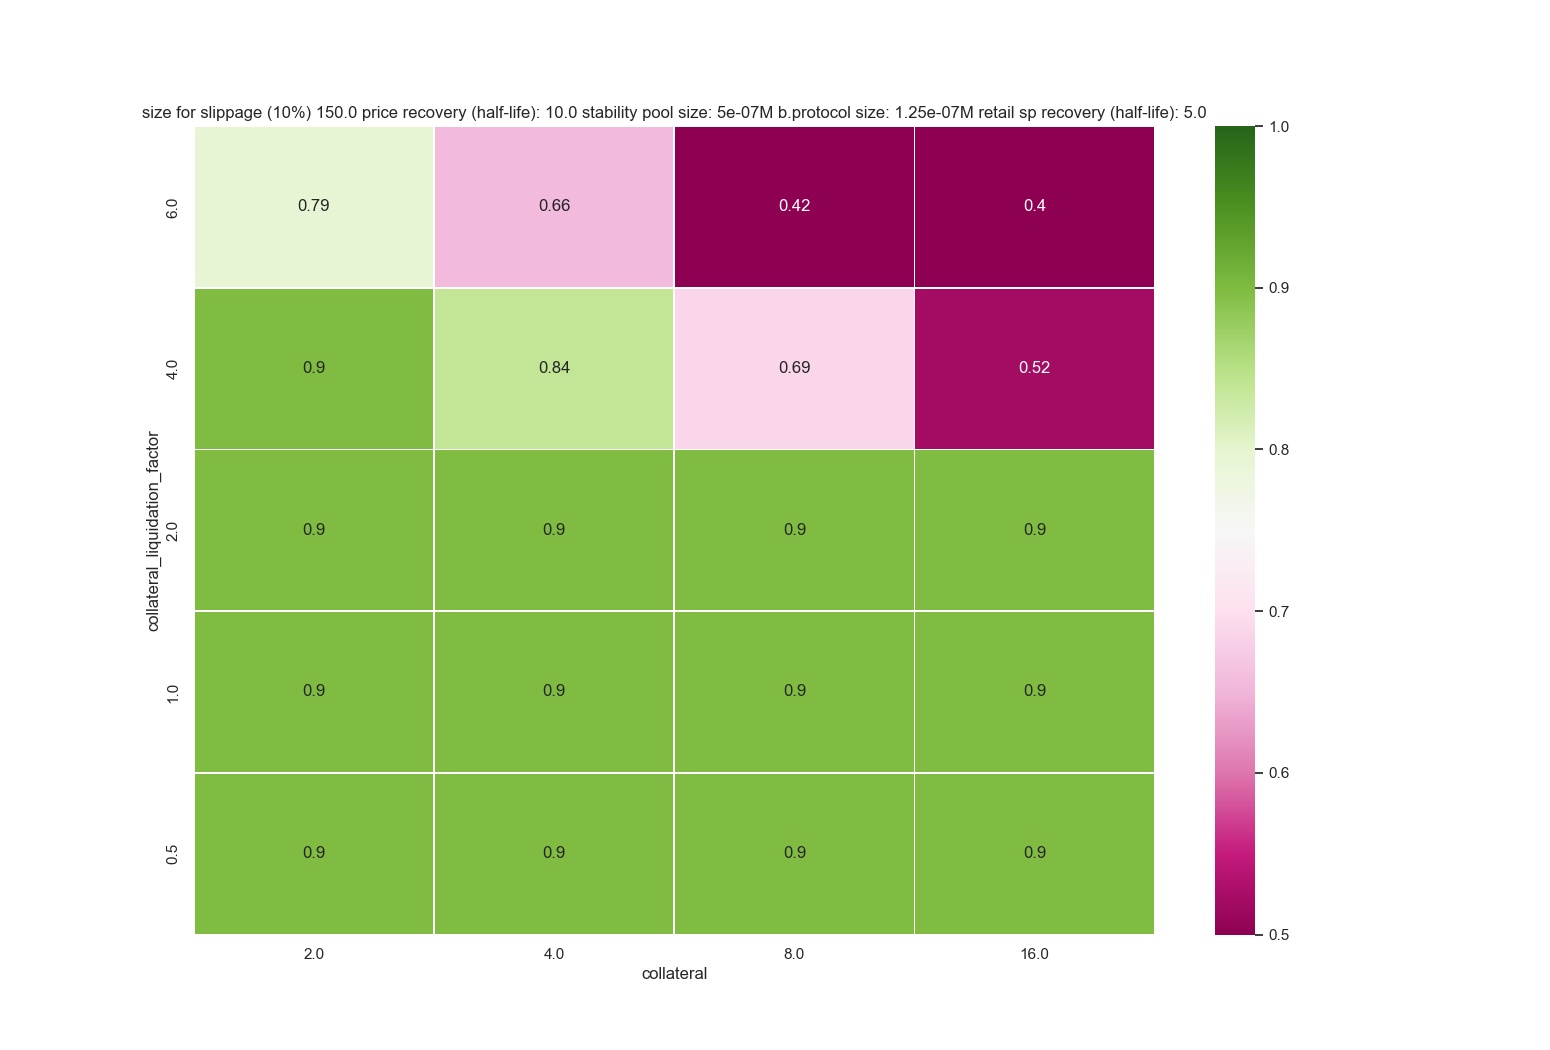 size for slippage (10%) 150.0 price recovery (half-life): 10.0 stability pool size: 5e-07M b.protocol size: 1.25e-07M retail sp recovery (half-life): 5.0
collateral_liquidation_factor
6.0
0.79 0.66 0.42 0.4
4.0
0.9 0.84 0.69 0.52
2.0
0.9 0.9 0.9 0.9
1.0
0.9 0.9 0.9 0.9
0.5
0.9 0.9 0.9 0.9
2.0 4.0 8.0 16.0
collateral
1.0
0.9
0.8
0.7
0.6
0.5